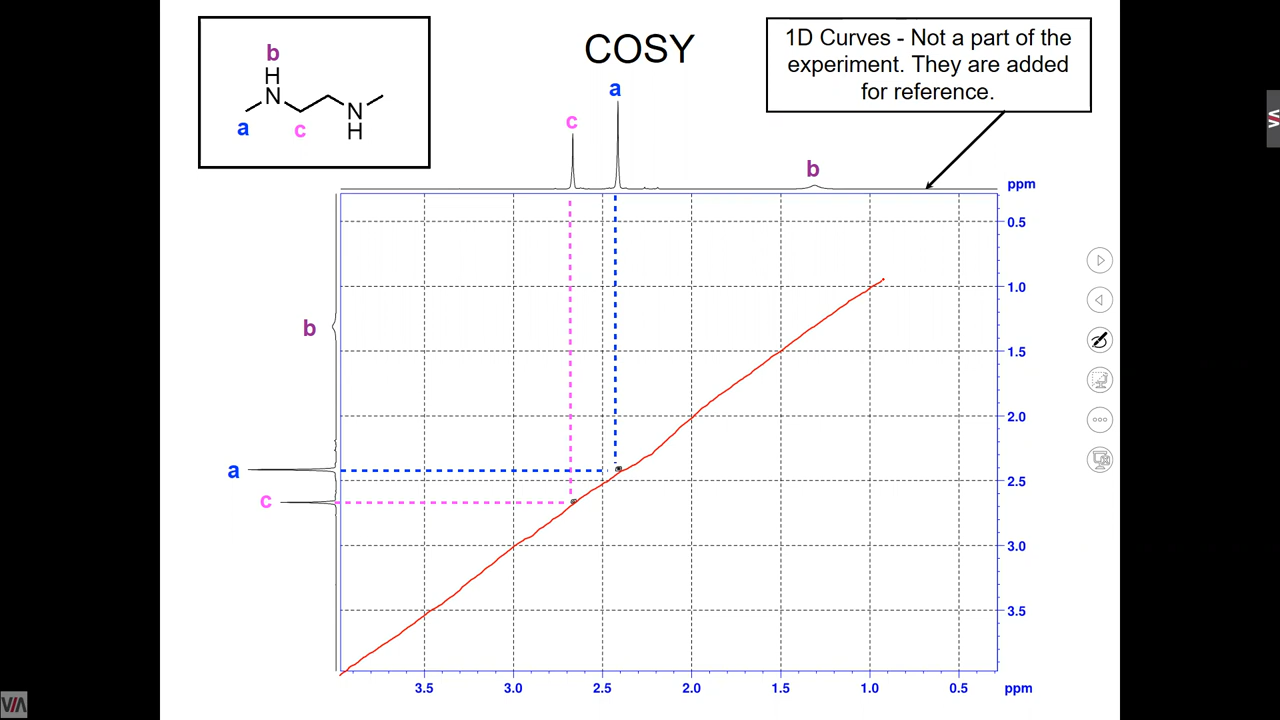 COSY
1D Curves - Not a part of the
experiment. They are added
for reference.
b
H
N
a
c
N
H
c
a
b
ppm
0.5
1.0
1.5
2.0
2.5
3.0
3.5
b
a
c
3.5
3.0
2.5
2.0
1.5
1.0
0.5
ppm
VIA